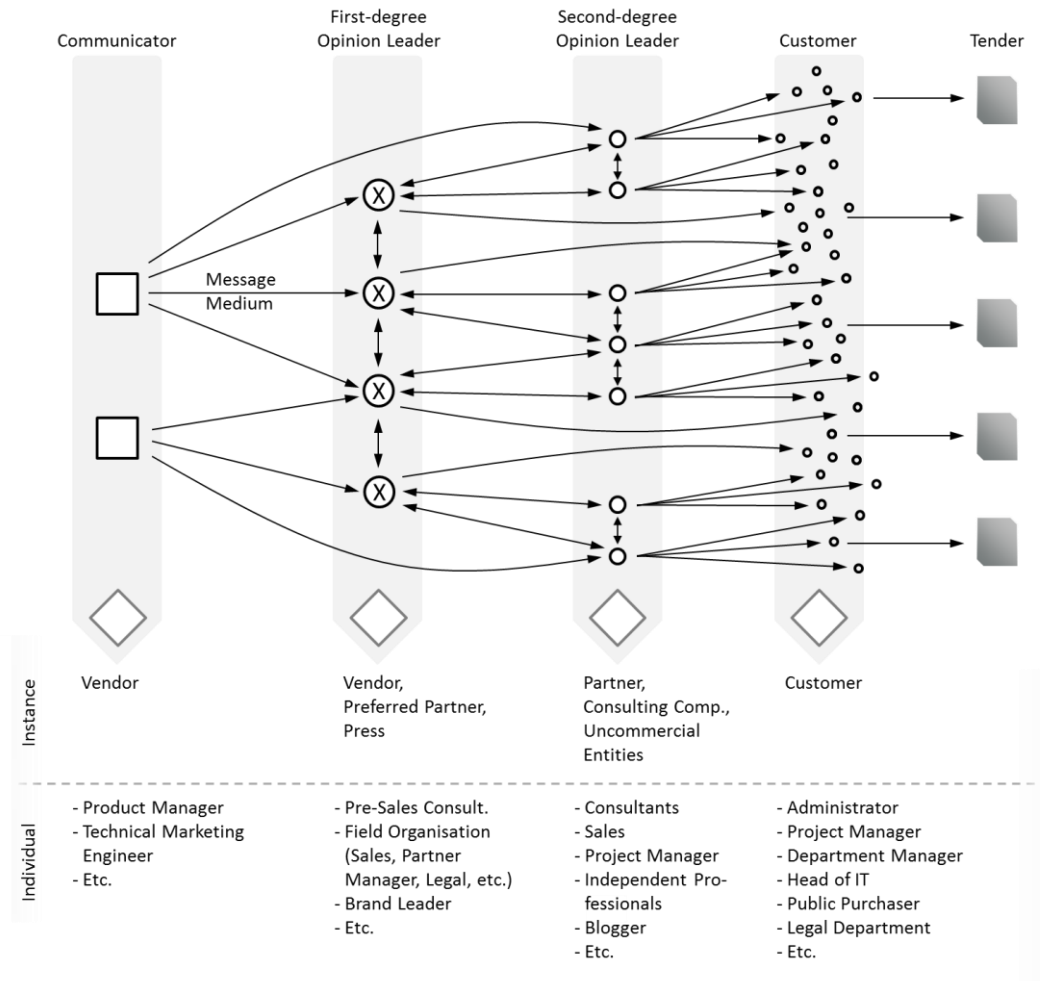 Communicator
First-degree
Opinion Leader
Second-degree
Opinion Leader
Customer
Tender
X
X
Message
Medium
X
X
Instance
Vendor
Vendor,
Preferred Partner,
Press
Partner,
Consulting Comp.,
Uncommercial
Entities
Customer
Individual
- Product Manager
- Technical Marketing
Engineer
- Etc.
- Pre-Sales Consult.
- Field Organisation
(Sales, Partner
Manager, Legal, etc.)
- Brand Leader
- Etc.
- Consultants
- Sales
- Project Manager
- Independent Pro-
fessionals
- Blogger
- Etc.
- Administrator
- Project Manager
- Department Manager
- Head of IT
- Public Purchaser
- Legal Department
- Etc.